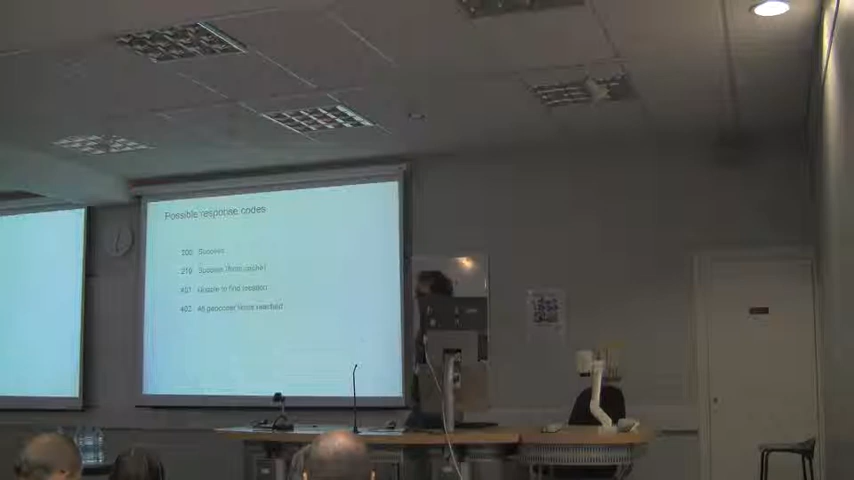 Possible response codes
200 Success
210 Success (from cache)
401 Unable to find location
402 All geocoder limits reached